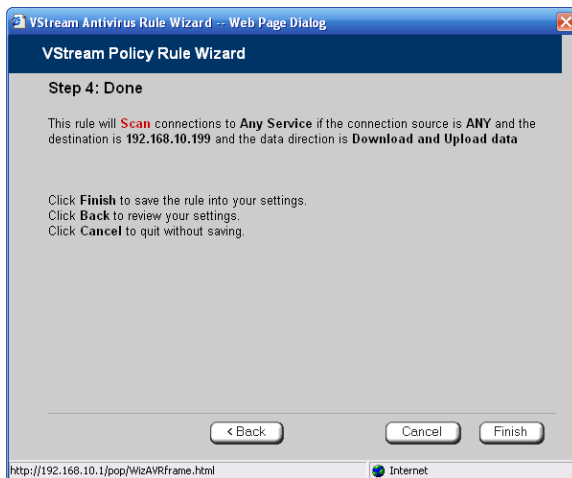 VStream Antivirus Rule Wizard -- Web Page Dialog
VStream Policy Rule Wizard
Step 4: Done
This rule will Scan connections to Any Service if the connection source is ANY and the
destination is 192.168.10.199 and the data direction is Download and Upload data
Click Finish to save the rule into your settings.
Click Back to review your settings.
Click Cancel to quit without saving.
< Back
Cancel
Finish
http://192.168.10.1/pop/WizAVRframe.html
Internet